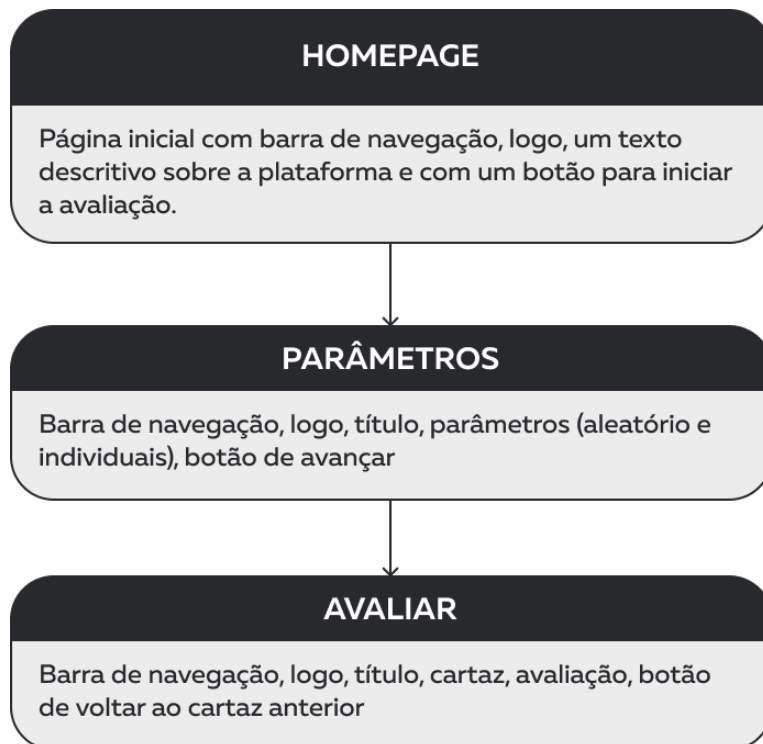 HOMEPAGE
Página inicial com barra de navegação, logo, um texto
descritivo sobre a plataforma e com um botão para iniciar
a avaliação.
PARÂMETROS
Barra de navegação, logo, título, parâmetros (aleatório e
individuais), botão de avançar
AVALIAR
Barra de navegação, logo, título, cartaz, avaliação, botão
de voltar ao cartaz anterior